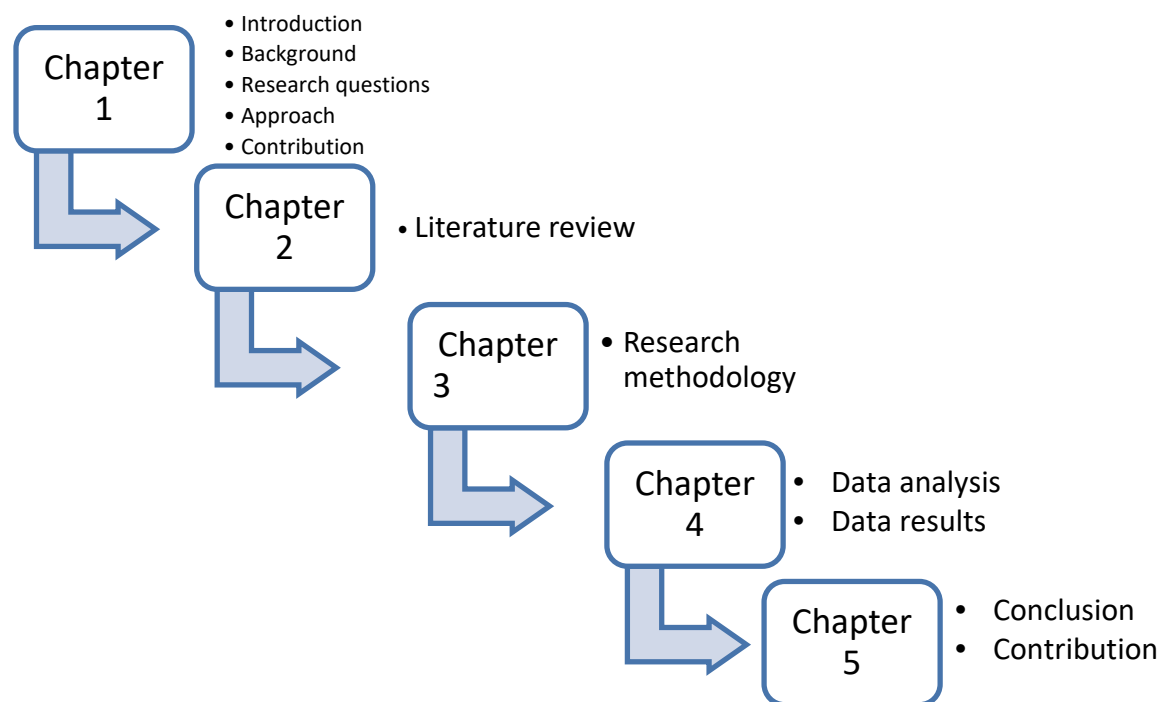 Chapter
1
• Introduction
• Background
• Research questions
• Approach
• Contribution
Chapter
2
• Literature review
Chapter
3
• Research
methodology
Chapter
4
• Data analysis
• Data results
Chapter
5
• Conclusion
• Contribution